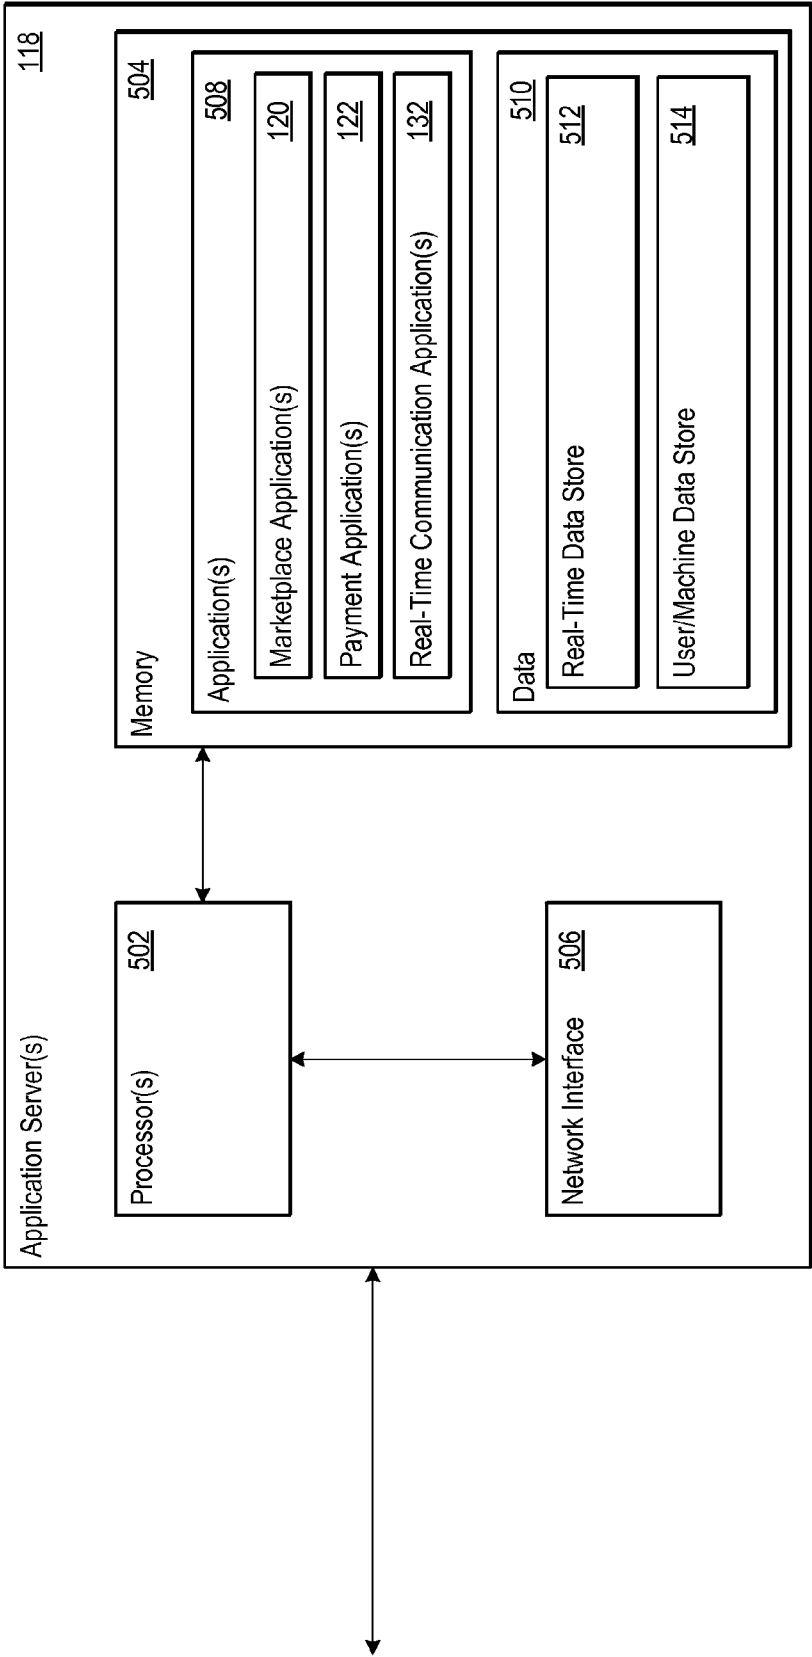 Application Server(s) 118
Processor(s) 502
Memory 504
Application(s) 508
Marketplace Application(s) 120
Payment Application(s) 122
Real-Time Communication Application(s) 132
Network Interface 506
Data 510
Real-Time Data Store 512
User/Machine Data Store 514